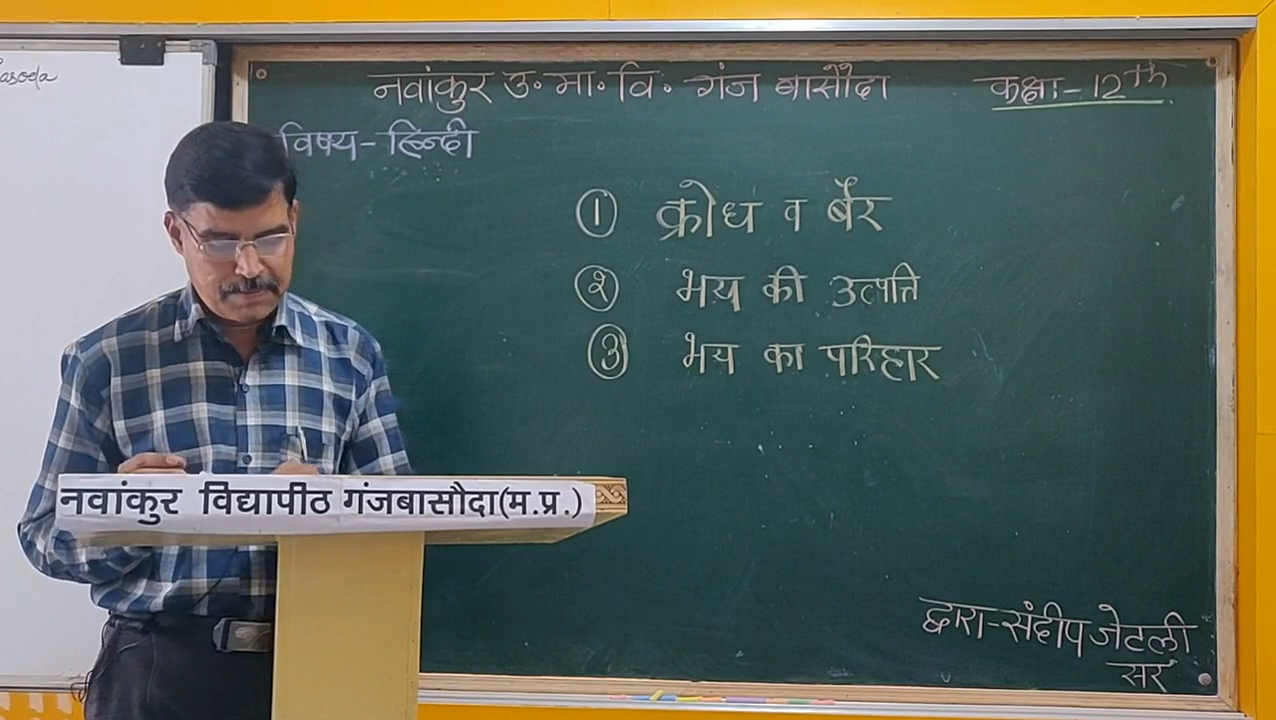 नवांकुर उ॰ मा॰ वि॰ गंज बासौदा
कक्षा:- 12th
विषय- हिन्दी
① क्रोध व बैर
② भय की उत्पत्ति
③ भय का परिहार
नवांकुर विद्यापीठ गंजबासौदा(म.प्र.)
द्वारा-संदीप जेटली
सर